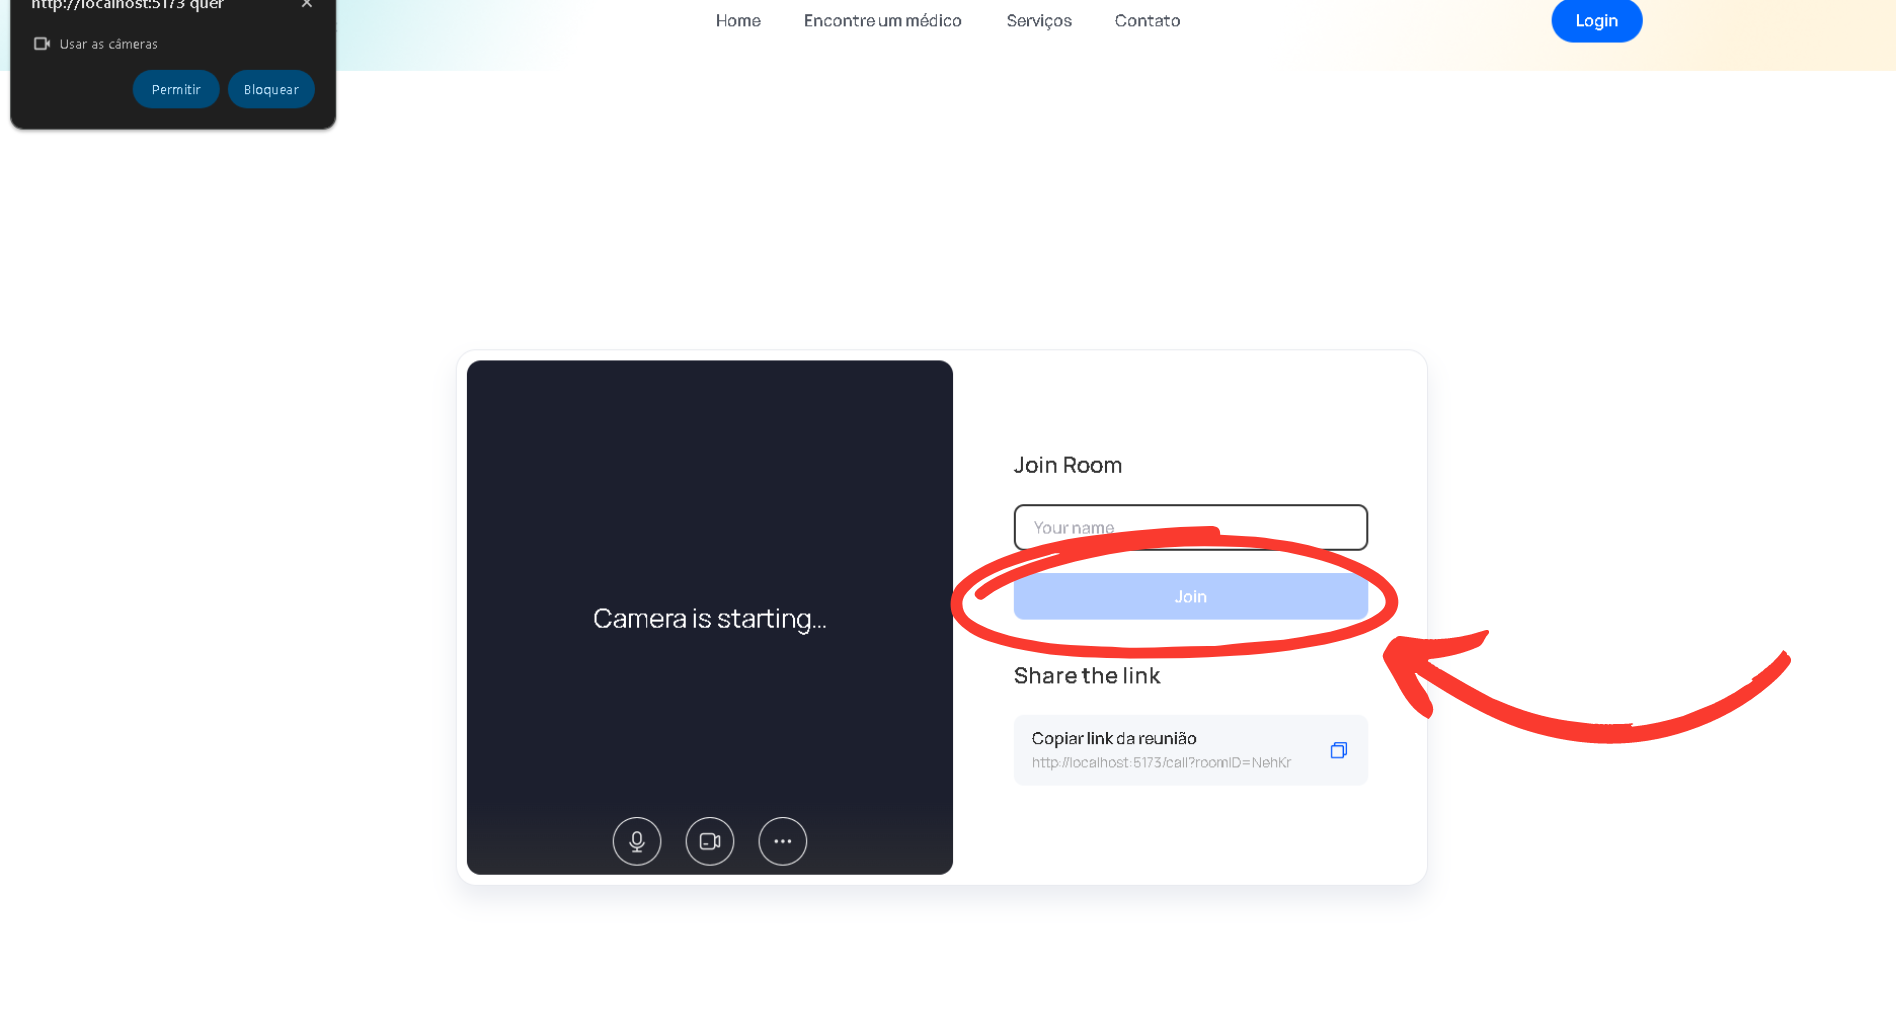 http://localhost:5173 quer
Usar as câmeras
Permitir Bloquear
Home Encontre um médico Serviços Contato Login
Camera is starting...
Join Room
Your name
Join
Share the link
Copiar link da reunião
http://localhost:5173/call?roomID=NehKr